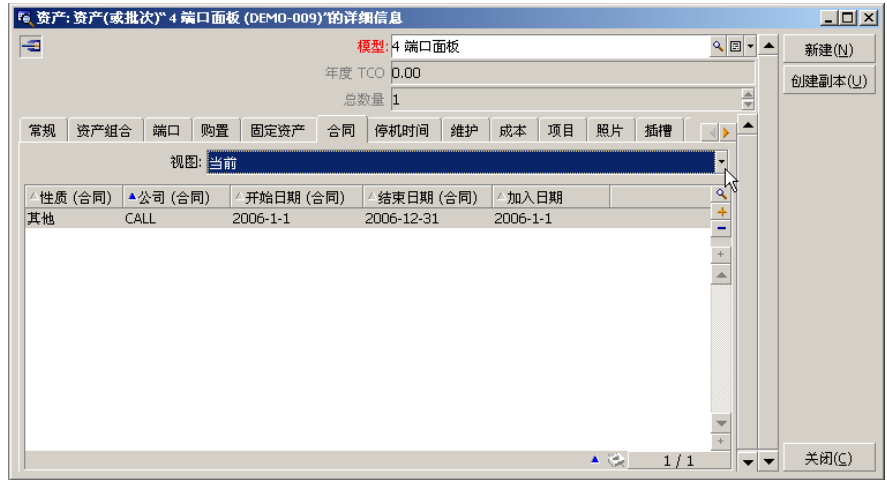 资产: 资产(或批次)“ 4 端口面板 (DEMO-009)”的详细信息
模型: 4 端口面板
新建(N)
年度 TCO 0.00
创建副本(U)
总数量 1
常规 资产组合 端口 购置 固定资产 合同 停机时间 维护 成本 项目 照片 插槽
视图: 当前
性质 (合同) 公司 (合同) 开始日期 (合同) 结束日期 (合同) 加入日期
其他 CALL 2006-1-1 2006-12-31 2006-1-1
1 / 1
关闭(C)